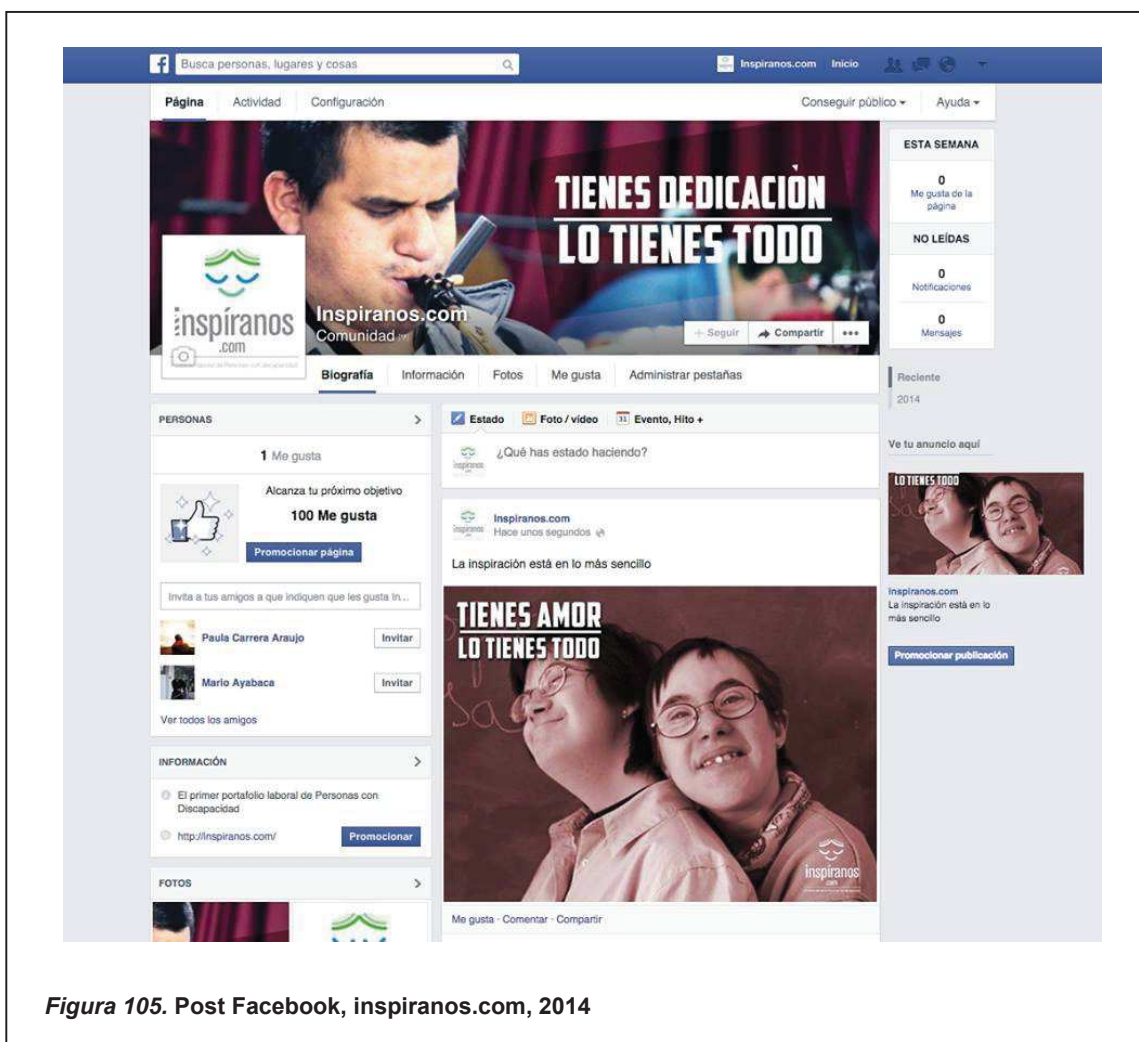 Busca personas, lugares y cosas
Inspiranos.com Inicio
Página Actividad Configuración
Conseguir público Ayuda
TIENES DEDICACIÓN
LO TIENES TODO
inspíranos
.com
Inspiranos.com
Comunidad
+ Seguir Compartir •••
Biografía Información Fotos Me gusta Administrar pestañas
ESTA SEMANA
0
Me gusta de la
página
NO LEÍDAS
0
Notificaciones
0
Mensajes
Reciente
2014
PERSONAS
1 Me gusta
Alcanza tu próximo objetivo
100 Me gusta
Promocionar página
Invita a tus amigos a que indiquen que les gusta In...
Paula Carrera Araujo Invitar
Mario Ayabaca Invitar
Ver todos los amigos
INFORMACIÓN
El primer portafolio laboral de Personas con
Discapacidad
http://inspiranos.com/ Promocionar
FOTOS
Estado Foto / vídeo 31 Evento, Hito +
inspíranos
¿Qué has estado haciendo?
inspíranos
Inspiranos.com
Hace unos segundos
La inspiración está en lo más sencillo
TIENES AMOR
LO TIENES TODO
Sa
inspíranos
.com
Me gusta · Comentar · Compartir
Ve tu anuncio aquí
LO TIENES TODO
Inspiranos.com
La inspiración está en lo
más sencillo
Promocionar publicación
Figura 105. Post Facebook, inspiranos.com, 2014